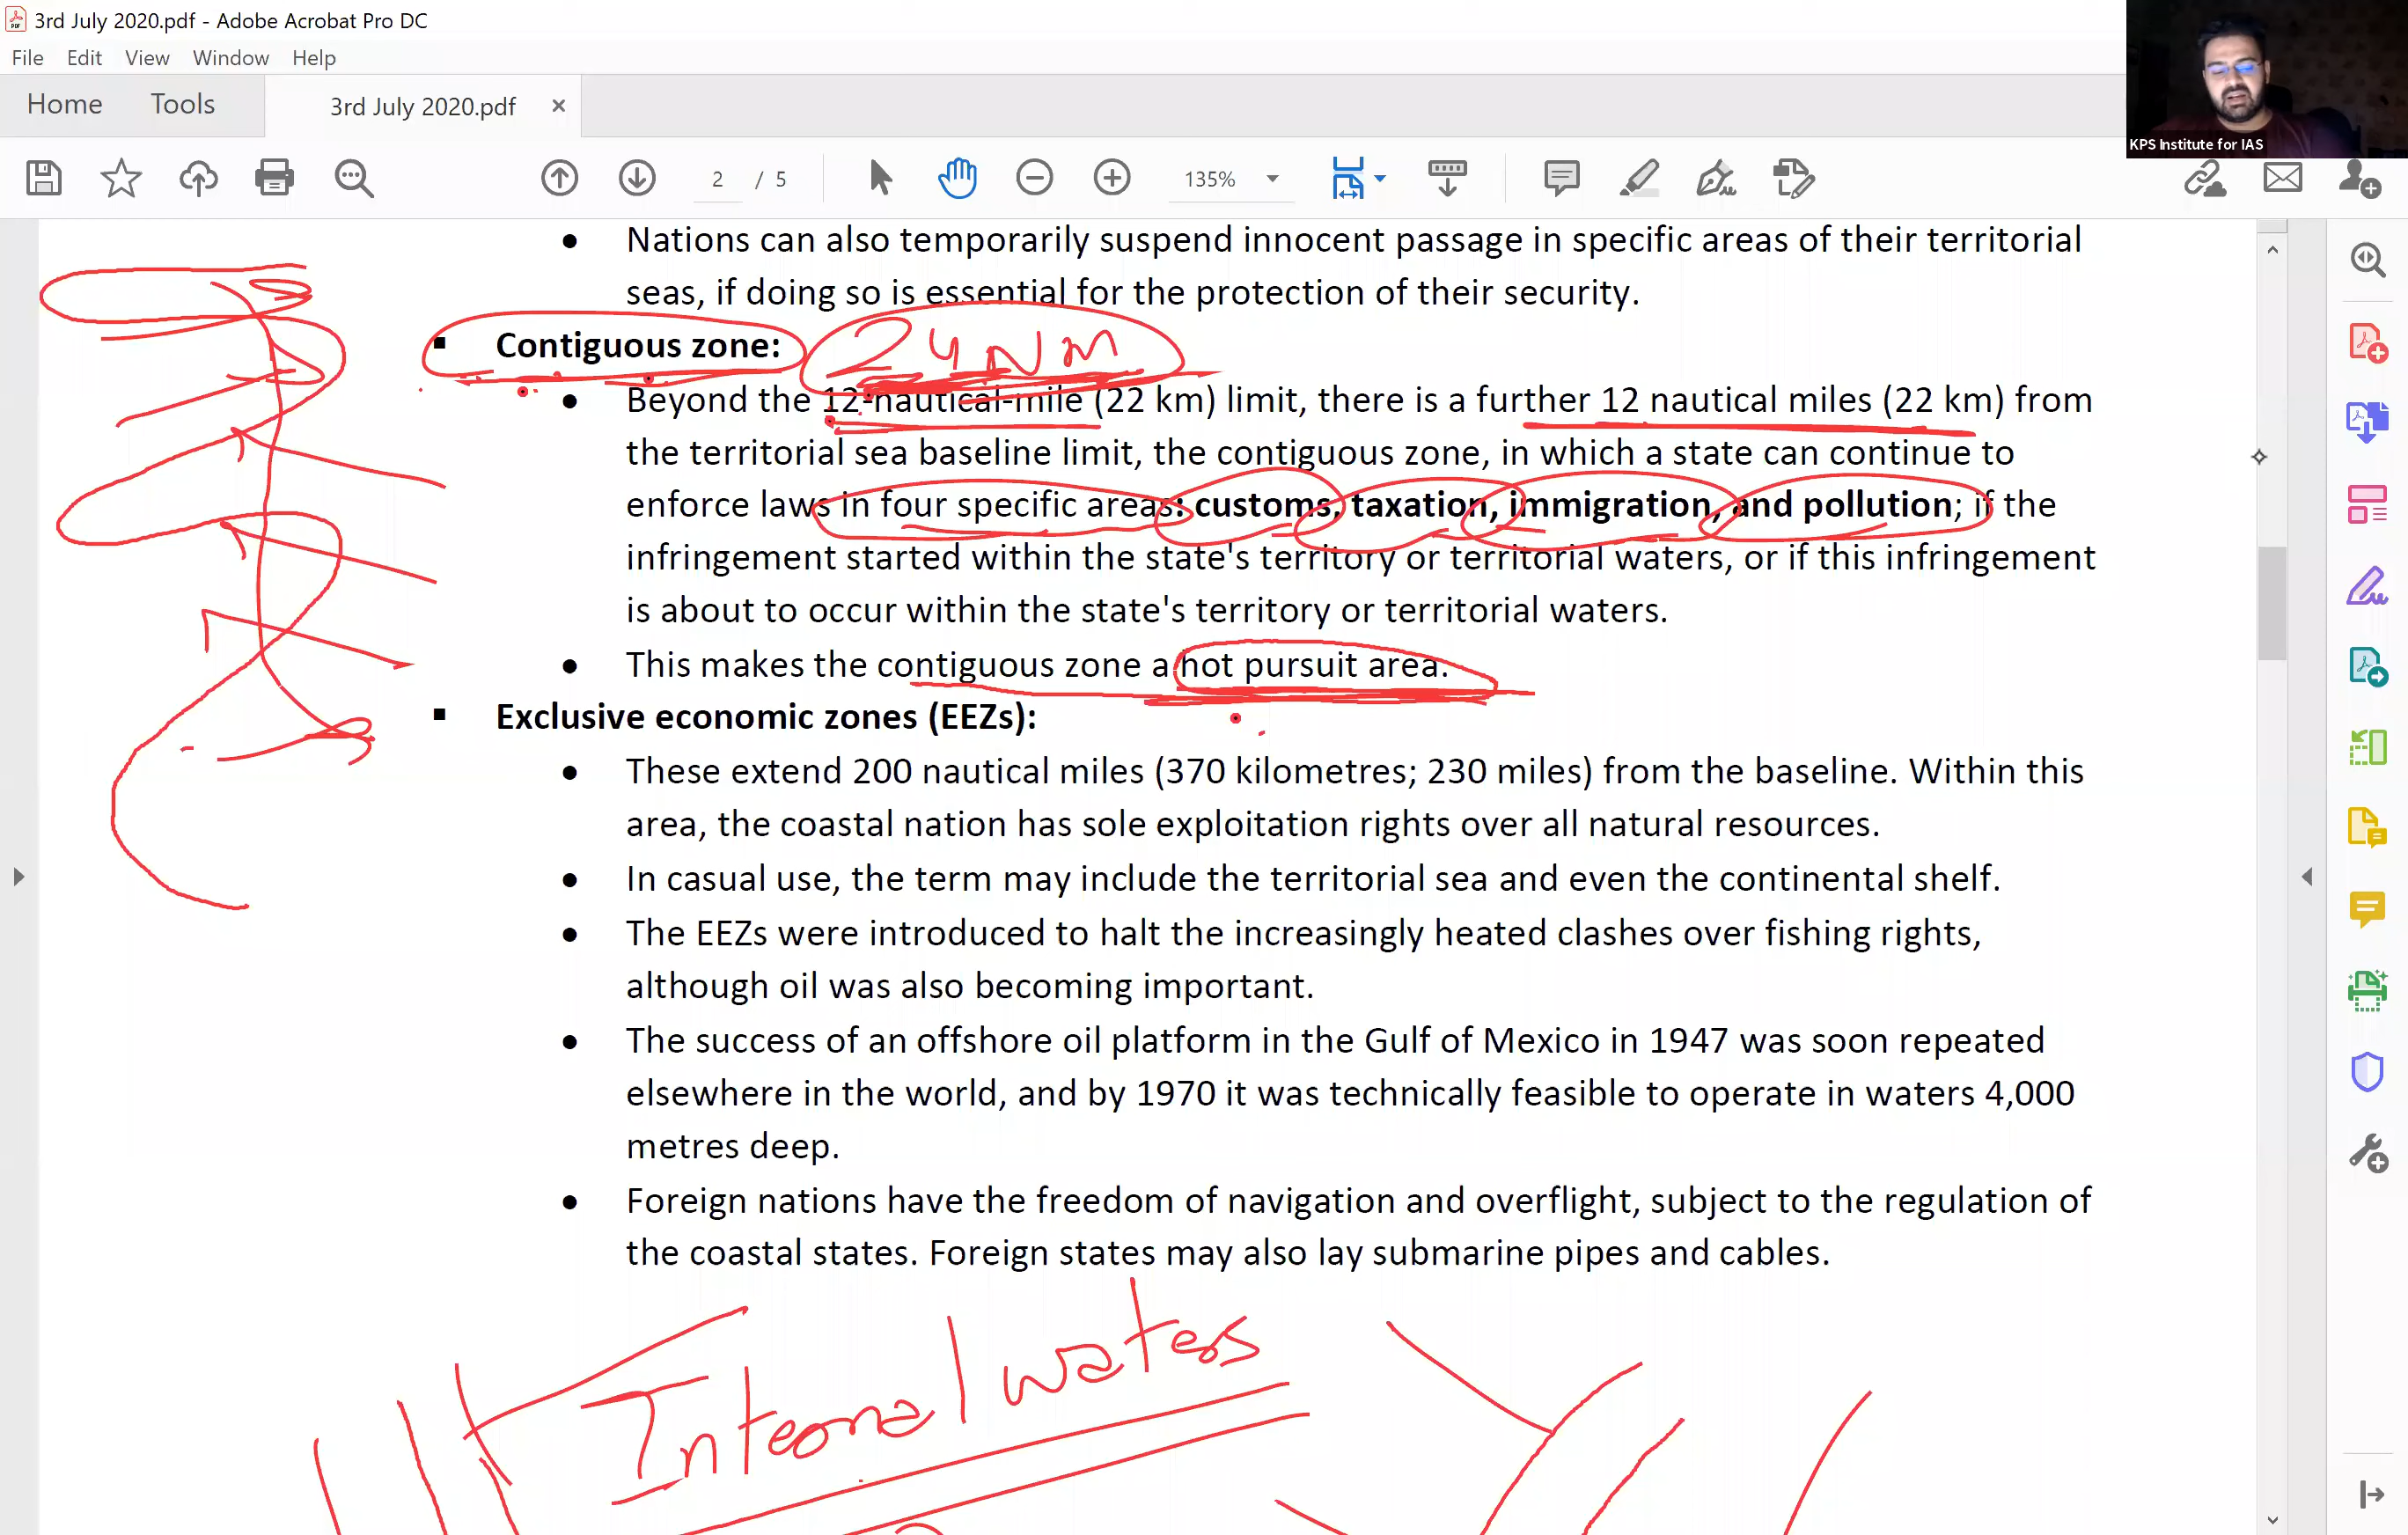 3rd July 2020.pdf - Adobe Acrobat Pro DC
File Edit View Window Help
Home Tools 3rd July 2020.pdf ×
2 / 5 135%
KPS Institute for IAS
• Nations can also temporarily suspend innocent passage in specific areas of their territorial
seas, if doing so is essential for the protection of their security.
▪ Contiguous zone: 24 NM
• Beyond the 12-nautical-mile (22 km) limit, there is a further 12 nautical miles (22 km) from
the territorial sea baseline limit, the contiguous zone, in which a state can continue to
enforce laws in four specific areas: customs, taxation, immigration, and pollution; if the
infringement started within the state's territory or territorial waters, or if this infringement
is about to occur within the state's territory or territorial waters.
• This makes the contiguous zone a hot pursuit area.
▪ Exclusive economic zones (EEZs):
• These extend 200 nautical miles (370 kilometres; 230 miles) from the baseline. Within this
area, the coastal nation has sole exploitation rights over all natural resources.
• In casual use, the term may include the territorial sea and even the continental shelf.
• The EEZs were introduced to halt the increasingly heated clashes over fishing rights,
although oil was also becoming important.
• The success of an offshore oil platform in the Gulf of Mexico in 1947 was soon repeated
elsewhere in the world, and by 1970 it was technically feasible to operate in waters 4,000
metres deep.
• Foreign nations have the freedom of navigation and overflight, subject to the regulation of
the coastal states. Foreign states may also lay submarine pipes and cables.
Internal waters